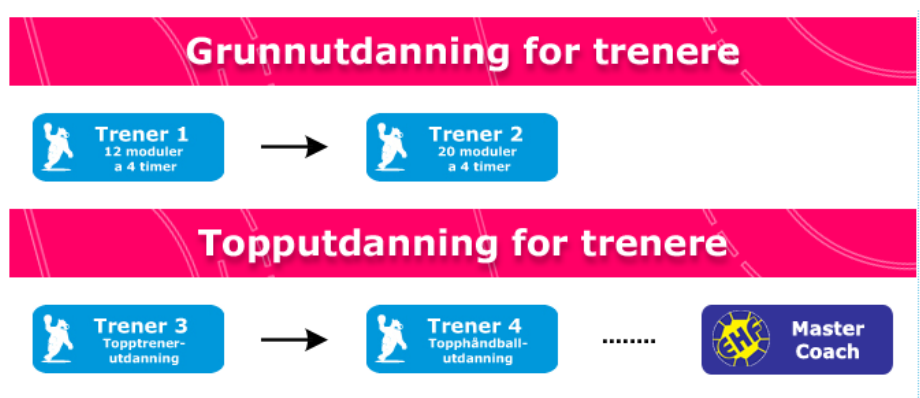 Grunnutdanning for trenere
Trener 1
12 moduler
a 4 timer
Trener 2
20 moduler
a 4 timer
Topputdanning for trenere
Trener 3
Topptrener-
utdanning
Trener 4
Topphåndball-
utdanning
........
EHF
Master
Coach